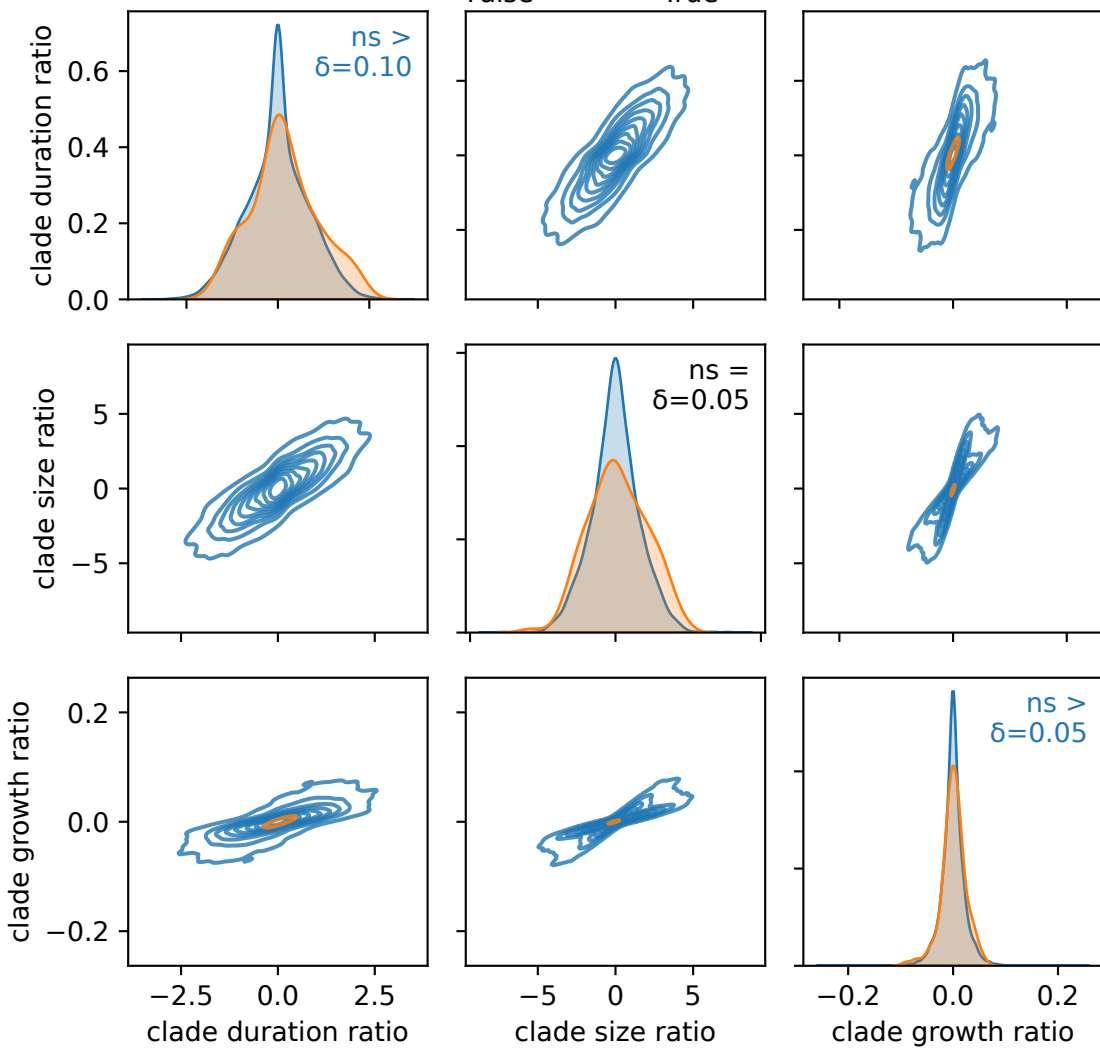 clade duration ratio
0.6
0.4
0.2
0.0
ns >
δ=0.10
clade size ratio
5
0
−5
ns =
δ=0.05
clade growth ratio
0.2
0.0
−0.2
ns >
δ=0.05
−2.5 0.0 2.5
−5 0 5
−0.2 0.0 0.2
clade duration ratio
clade size ratio
clade growth ratio